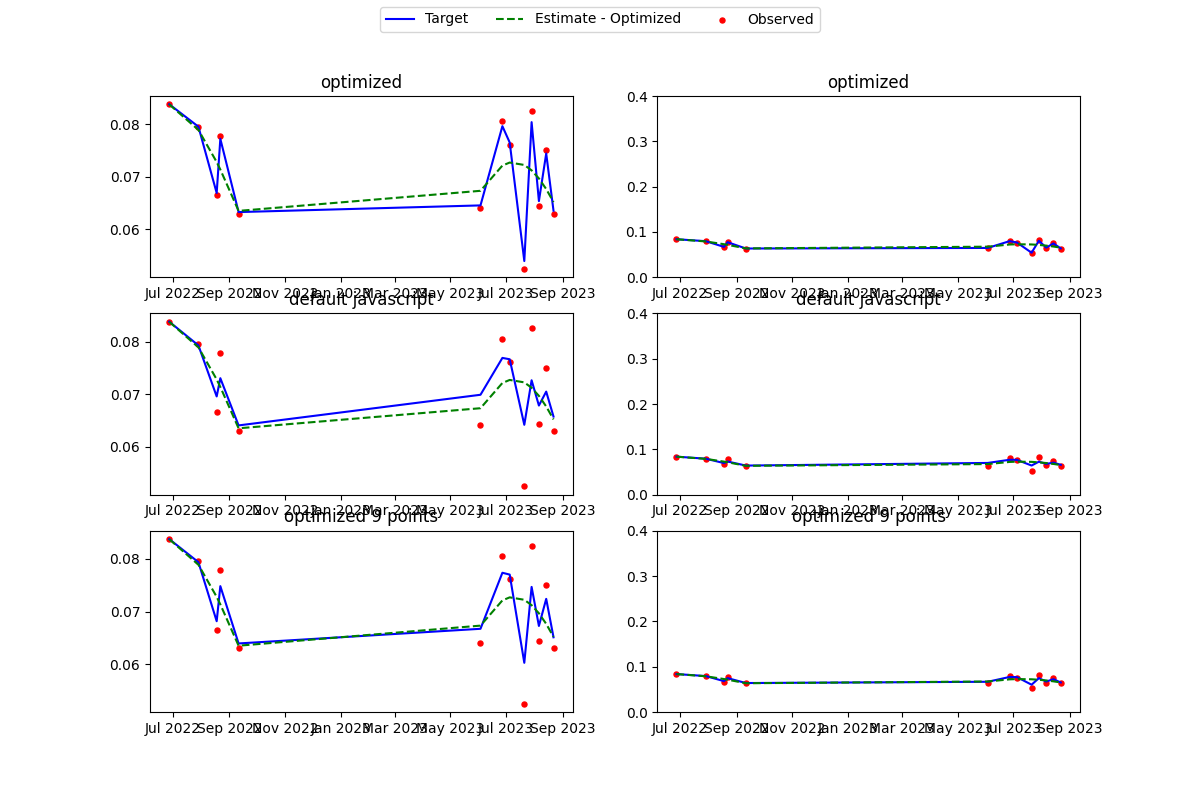 Target Estimate - Optimized Observed
optimized optimized
0.08
0.07
0.06
0.4
0.3
0.2
0.1
0.0
Jul 2022 Sep 2022 Nov 2022 Jan 2023 Mar 2023 May 2023 Jul 2023 Sep 2023
Jul 2022 Sep 2022 Nov 2022 Jan 2023 Mar 2023 May 2023 Jul 2023 Sep 2023
default javascript default javascript
0.08
0.07
0.06
0.4
0.3
0.2
0.1
0.0
Jul 2022 Sep 2022 Nov 2022 Jan 2023 Mar 2023 May 2023 Jul 2023 Sep 2023
Jul 2022 Sep 2022 Nov 2022 Jan 2023 Mar 2023 May 2023 Jul 2023 Sep 2023
optimized 9 points optimized 9 points
0.08
0.07
0.06
0.4
0.3
0.2
0.1
0.0
Jul 2022 Sep 2022 Nov 2022 Jan 2023 Mar 2023 May 2023 Jul 2023 Sep 2023
Jul 2022 Sep 2022 Nov 2022 Jan 2023 Mar 2023 May 2023 Jul 2023 Sep 2023